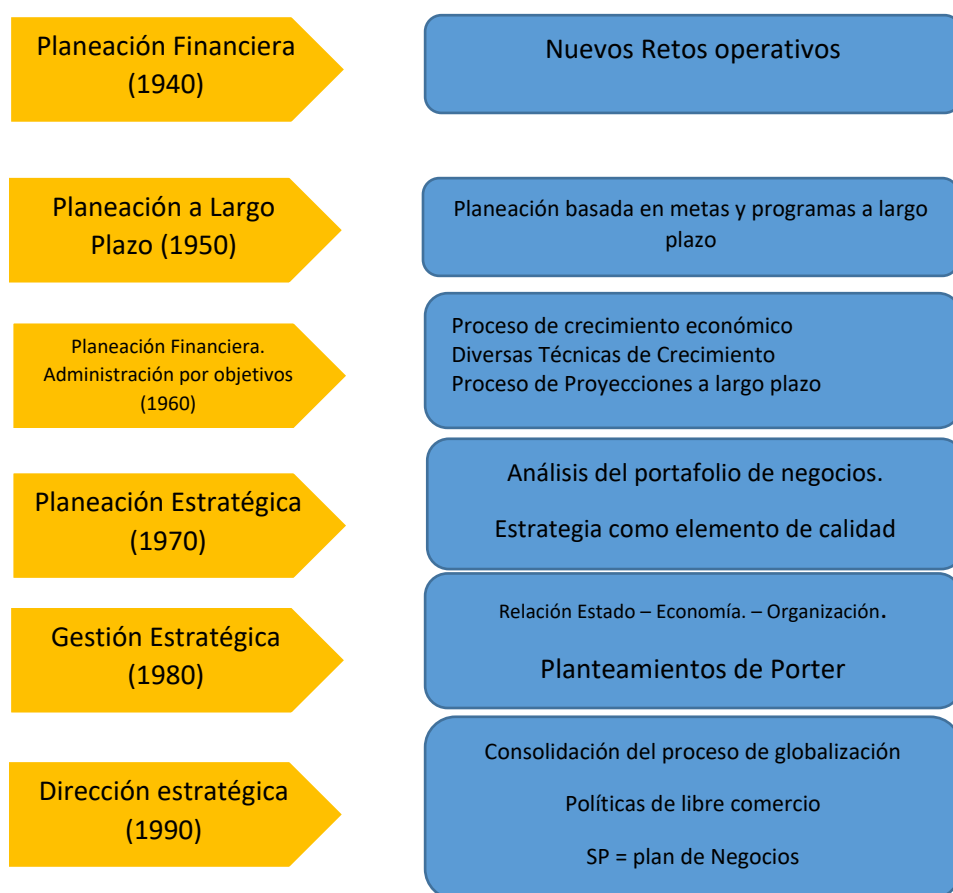 Planeación Financiera
(1940)
Nuevos Retos operativos
Planeación a Largo
Plazo (1950)
Planeación basada en metas y programas a largo
plazo
Planeación Financiera.
Administración por objetivos
(1960)
Proceso de crecimiento económico
Diversas Técnicas de Crecimiento
Proceso de Proyecciones a largo plazo
Planeación Estratégica
(1970)
Análisis del portafolio de negocios.
Estrategia como elemento de calidad
Gestión Estratégica
(1980)
Relación Estado – Economía. – Organización.
Planteamientos de Porter
Dirección estratégica
(1990)
Consolidación del proceso de globalización
Políticas de libre comercio
SP = plan de Negocios